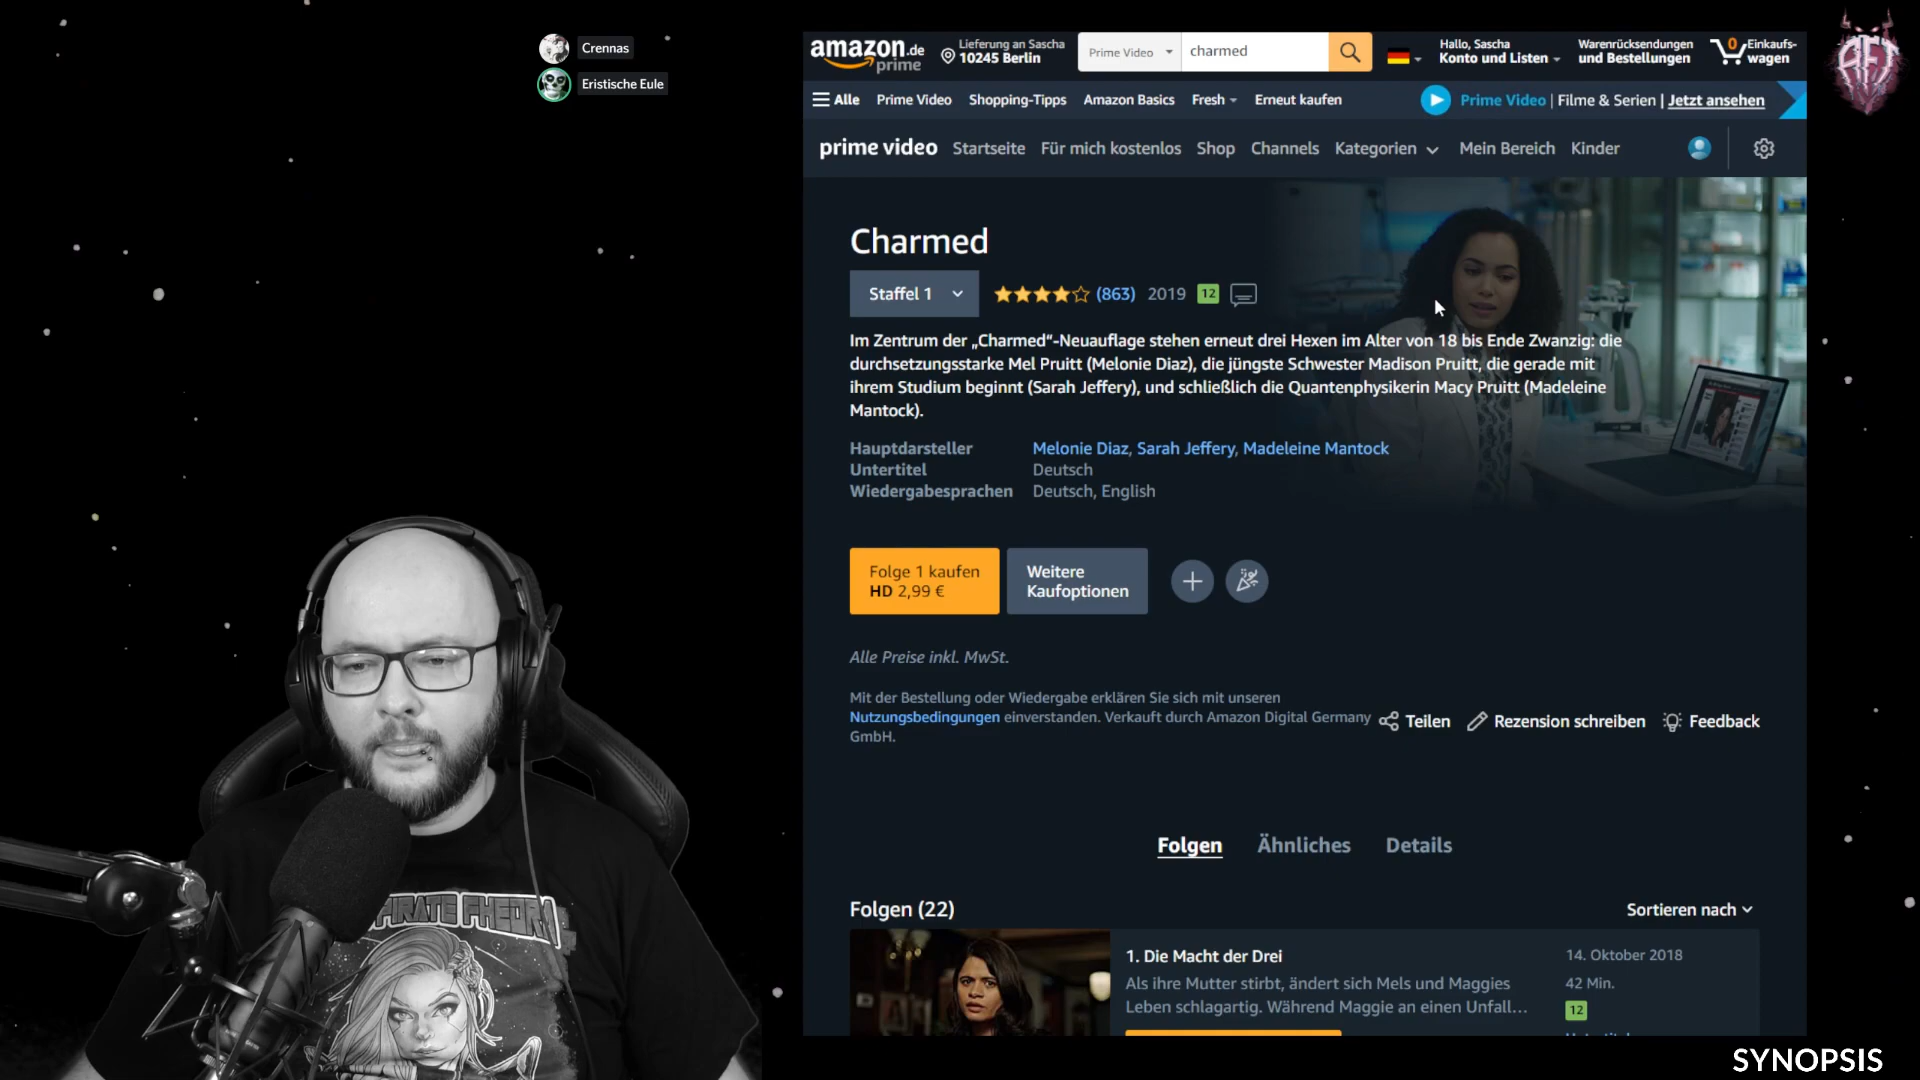 Crennas
Eristische Eule
amazon.de
prime
Lieferung an Sascha
10245 Berlin
Prime Video
charmed
Hallo, Sascha
Konto und Listen
Warenrücksendungen
und Bestellungen
0
Einkaufs-
wagen
Alle
Prime Video
Shopping-Tipps
Amazon Basics
Fresh
Erneut kaufen
Prime Video | Filme & Serien | Jetzt ansehen
prime video
Startseite
Für mich kostenlos
Shop
Channels
Kategorien
Mein Bereich
Kinder
Charmed
Staffel 1
(863)
2019
12
Im Zentrum der „Charmed“-Neuauflage stehen erneut drei Hexen im Alter von 18 bis Ende Zwanzig: die
durchsetzungsstarke Mel Pruitt (Melonie Diaz), die jüngste Schwester Madison Pruitt, die gerade mit
ihrem Studium beginnt (Sarah Jeffery), und schließlich die Quantenphysikerin Macy Pruitt (Madeleine
Mantock).
Hauptdarsteller Melonie Diaz, Sarah Jeffery, Madeleine Mantock
Untertitel Deutsch
Wiedergabesprachen Deutsch, English
Folge 1 kaufen
HD 2,99 €
Weitere
Kaufoptionen
Alle Preise inkl. MwSt.
Mit der Bestellung oder Wiedergabe erklären Sie sich mit unseren
Nutzungsbedingungen einverstanden. Verkauft durch Amazon Digital Germany
GmbH.
Teilen
Rezension schreiben
Feedback
Folgen
Ähnliches
Details
Folgen (22)
Sortieren nach
1. Die Macht der Drei
14. Oktober 2018
Als ihre Mutter stirbt, ändert sich Mels und Maggies
42 Min.
Leben schlagartig. Während Maggie an einen Unfall...
12
SYNOPSIS